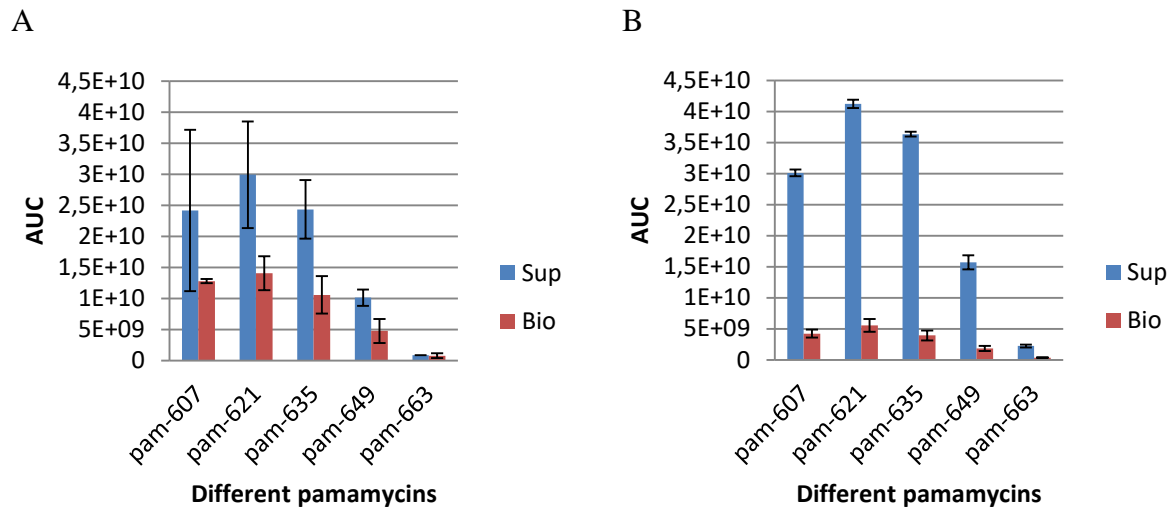 A
4,5E+10
4E+10
3,5E+10
3E+10
2,5E+10
2E+10
1,5E+10
1E+10
5E+09
0
AUC
pam-607
pam-621
pam-635
pam-649
pam-663
Different pamamycins
Sup
Bio
B
4,5E+10
4E+10
3,5E+10
3E+10
2,5E+10
2E+10
1,5E+10
1E+10
5E+09
0
AUC
pam-607
pam-621
pam-635
pam-649
pam-663
Different pamamycins
Sup
Bio